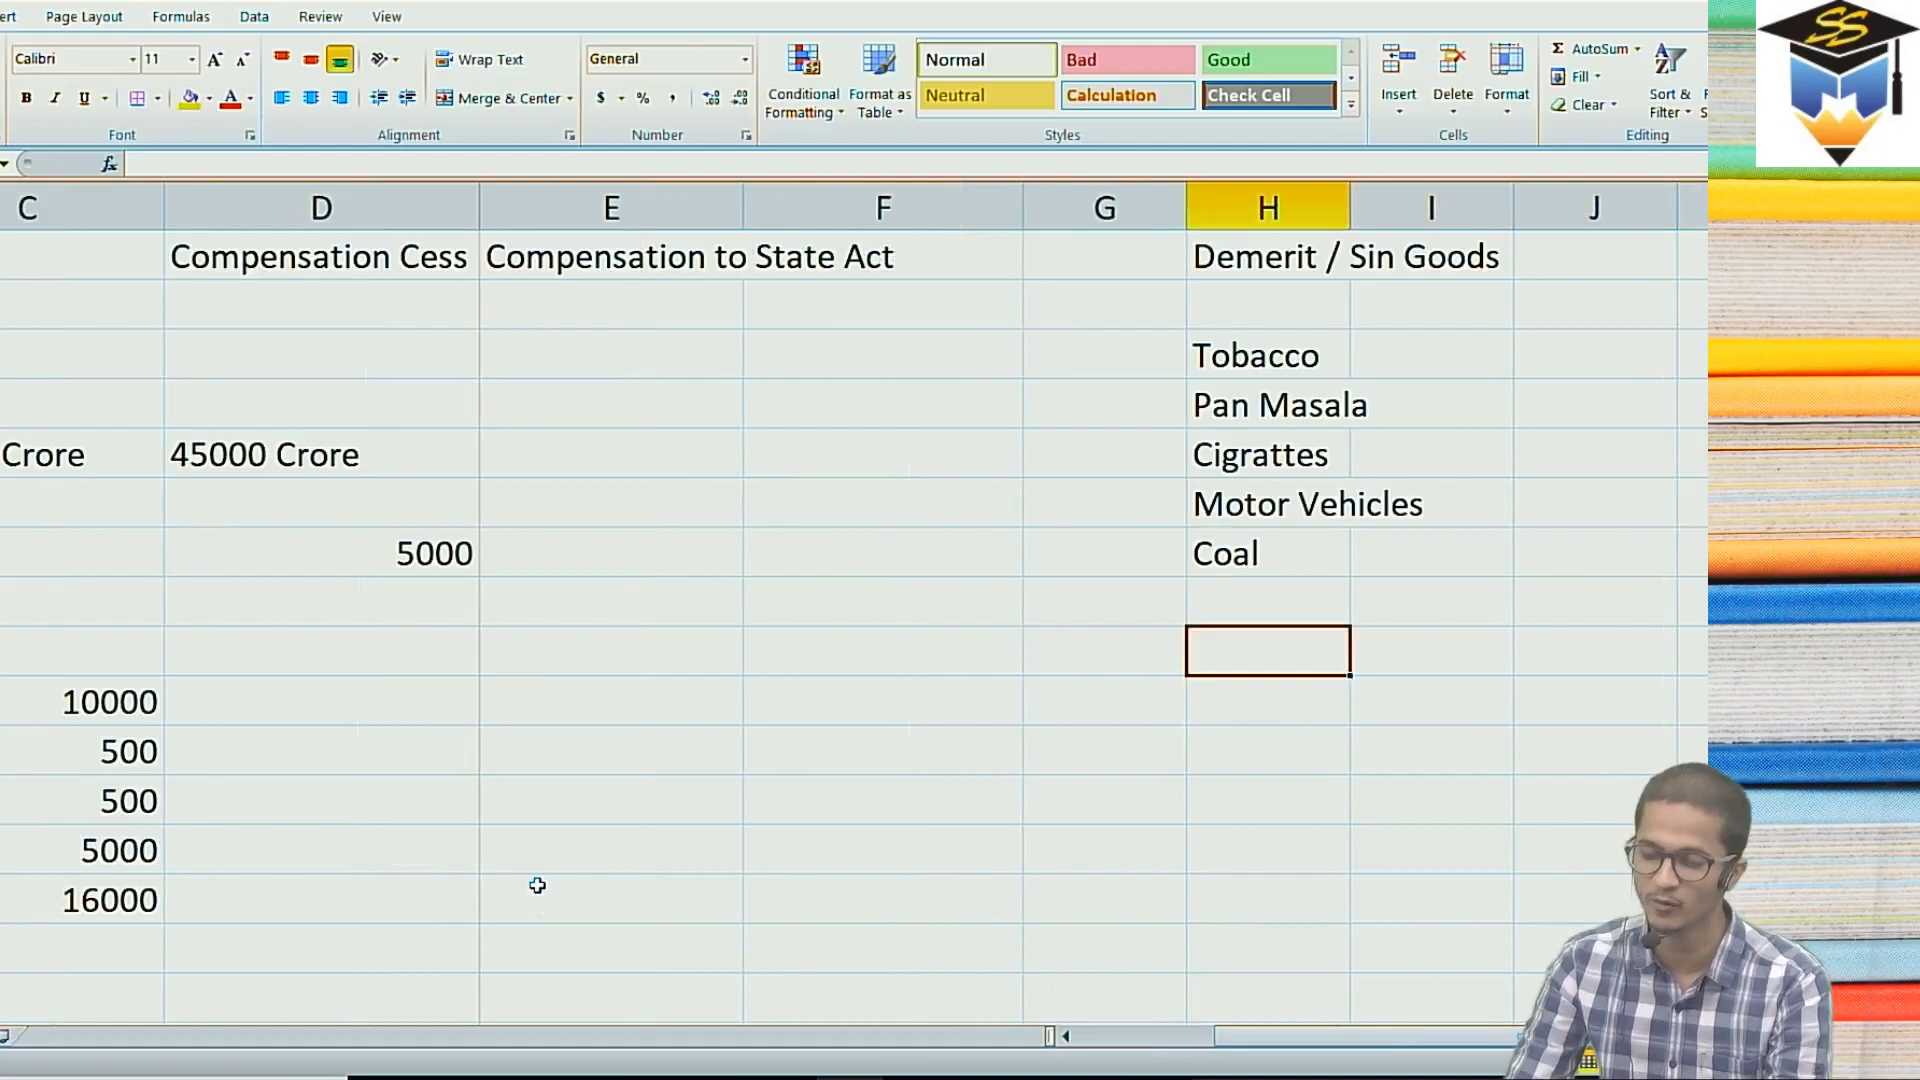 ert Page Layout Formulas Data Review View
Calibri 11 A A Wrap Text General Normal Bad Good Σ AutoSum
B I U A Merge & Center $ % , Conditional Formatting Format as Table Neutral Calculation Check Cell Insert Delete Format Fill Clear Sort & Filter
Font Alignment Number Styles Cells Editing
fx
C D E F G H I J
Compensation Cess Compensation to State Act Demerit / Sin Goods
Tobacco
Pan Masala
Crore 45000 Crore Cigrattes
Motor Vehicles
5000 Coal
10000
500
500
5000
16000
SS